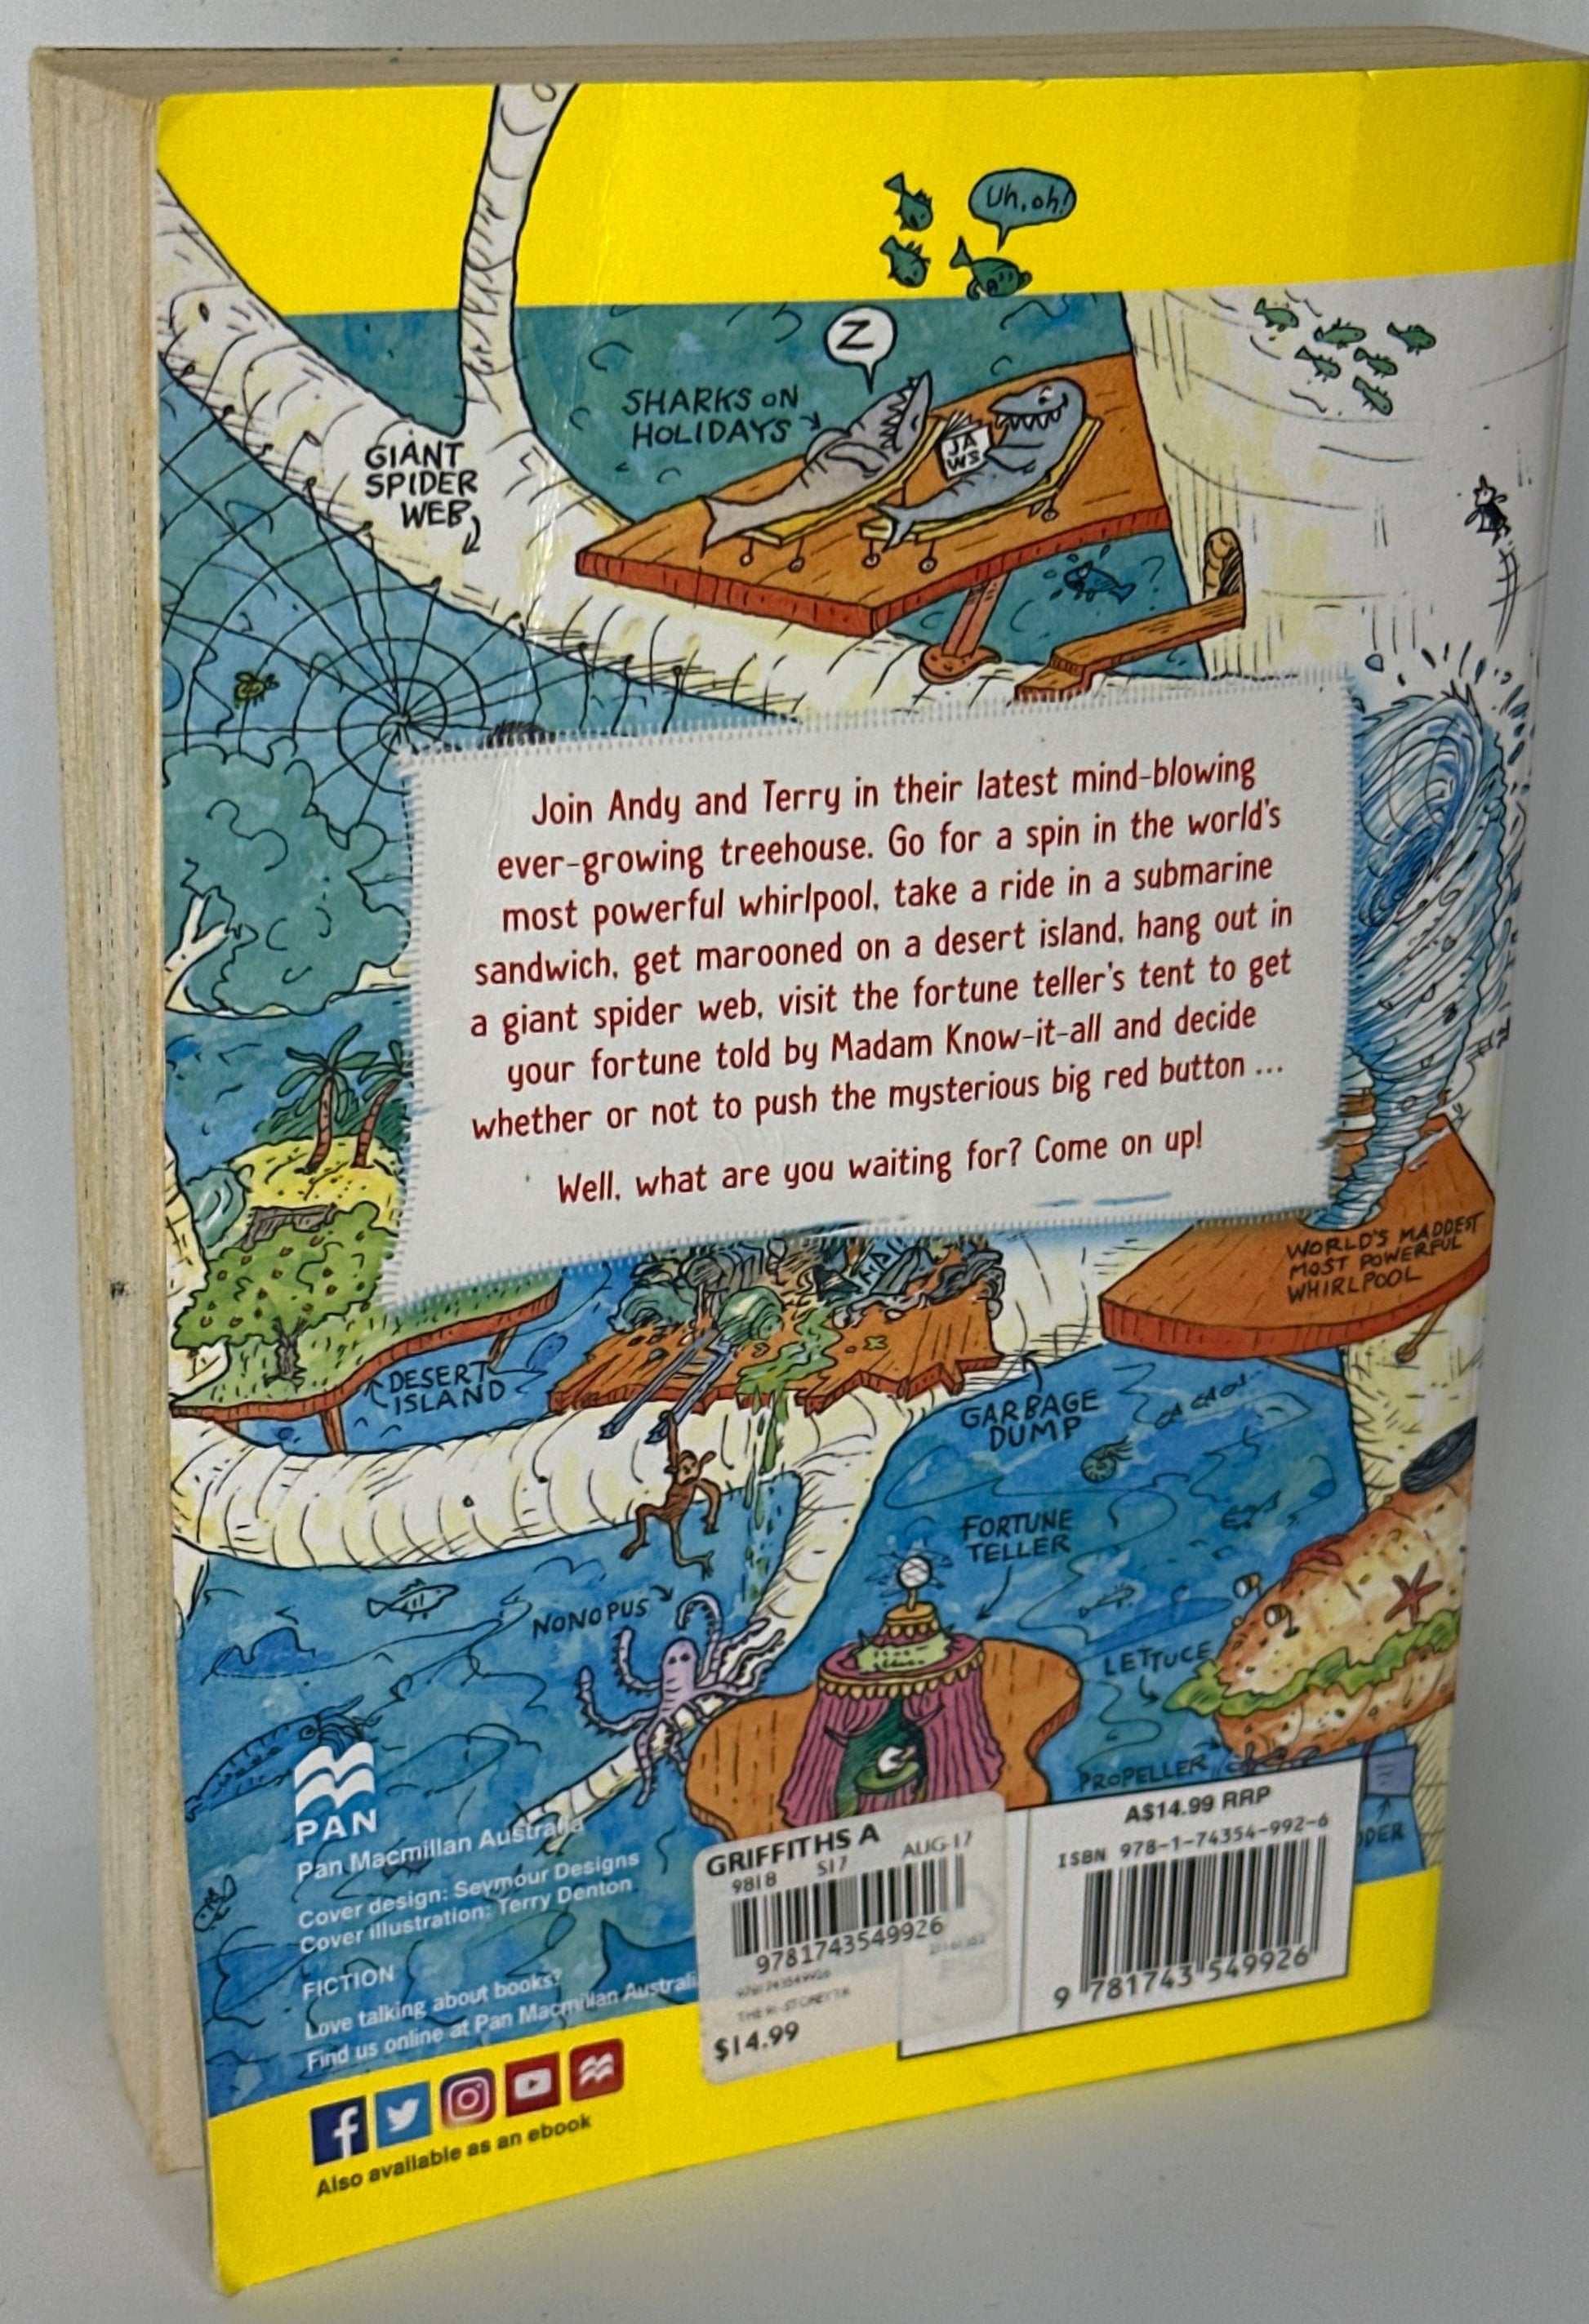 Uh, oh!
Z
SHARKS ON
HOLIDAYS
JA
WS
GIANT
SPIDER
WEB
?
Join Andy and Terry in their latest mind-blowing
ever-growing treehouse. Go for a spin in the world's
most powerful whirlpool, take a ride in a submarine
sandwich, get marooned on a desert island, hang out in
a giant spider web, visit the fortune teller's tent to get
your fortune told by Madam Know-it-all and decide
whether or not to push the mysterious big red button ...
Well, what are you waiting for? Come on up!
WORLD'S MADDEST
MOST POWERFUL
WHIRLPOOL
DESERT
ISLAND
GARBAGE
DUMP
FORTUNE
TELLER
NONOPUS
LETTUCE
PROPELLER
PAN
Pan Macmillan Australia
Cover design: Seymour Designs
Cover illustration: Terry Denton
FICTION
Love talking about books?
Find us online at Pan Macmillan Australi
Also available as an ebook
GRIFFITHS A
9818 S17 AUG-17
9781743549926
$14.99
A$14.99 RRP
ISBN 978-1-74354-992-6
9 781743 549926